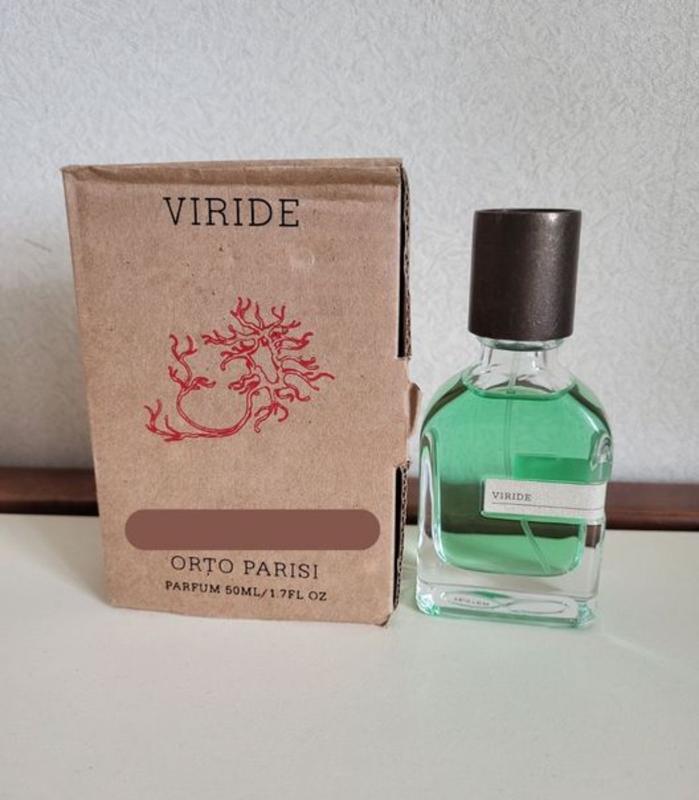 VIRIDE
ORTO PARISI
PARFUM 50ML/1.7FL OZ
VIRIDE